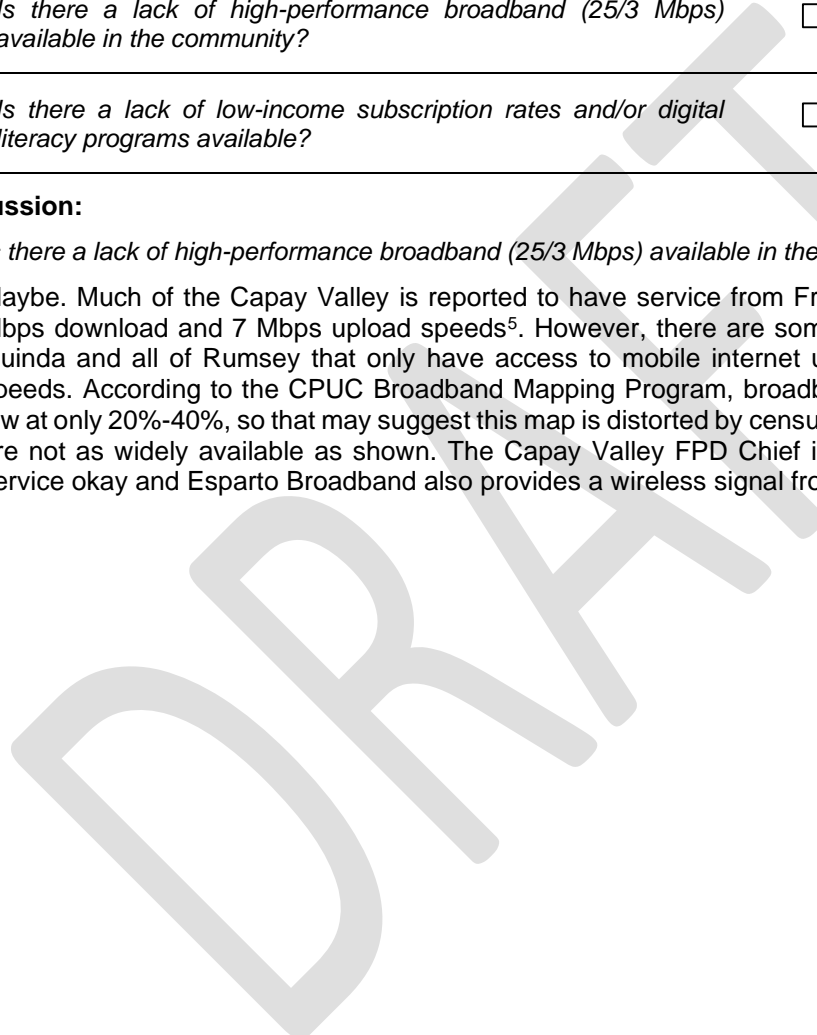 Is there a lack of high-performance broadband (25/3 Mbps)
available in the community?
Is there a lack of low-income subscription rates and/or digital
literacy programs available?
ussion:
there a lack of high-performance broadband (25/3 Mbps) available in the
aybe. Much of the Capay Valley is reported to have service from Fr
bps download and 7 Mbps upload speeds⁵. However, there are som
uinda and all of Rumsey that only have access to mobile internet u
peeds. According to the CPUC Broadband Mapping Program, broadb
w at only 20%-40%, so that may suggest this map is distorted by censu
re not as widely available as shown. The Capay Valley FPD Chief i
ervice okay and Esparto Broadband also provides a wireless signal fro
DRAFT